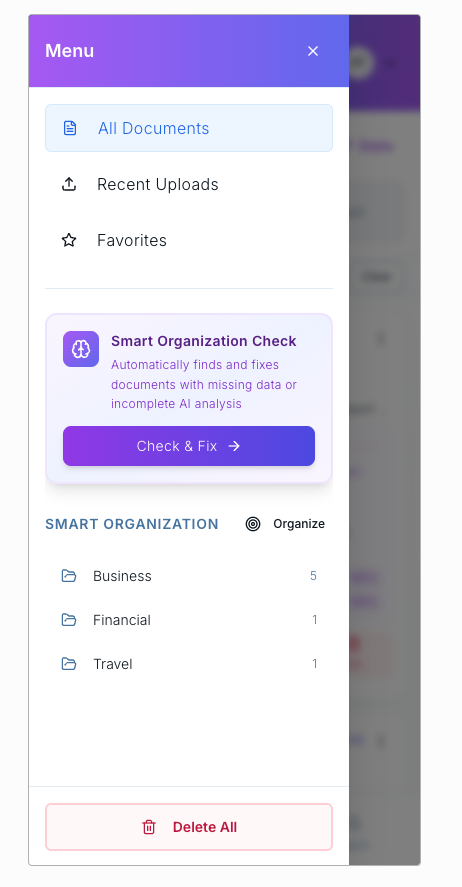 Menu
All Documents
Recent Uploads
Favorites
Smart Organization Check
Automatically finds and fixes
documents with missing data or
incomplete AI analysis
Check & Fix
SMART ORGANIZATION
Organize
Business
5
Financial
1
Travel
1
Delete All